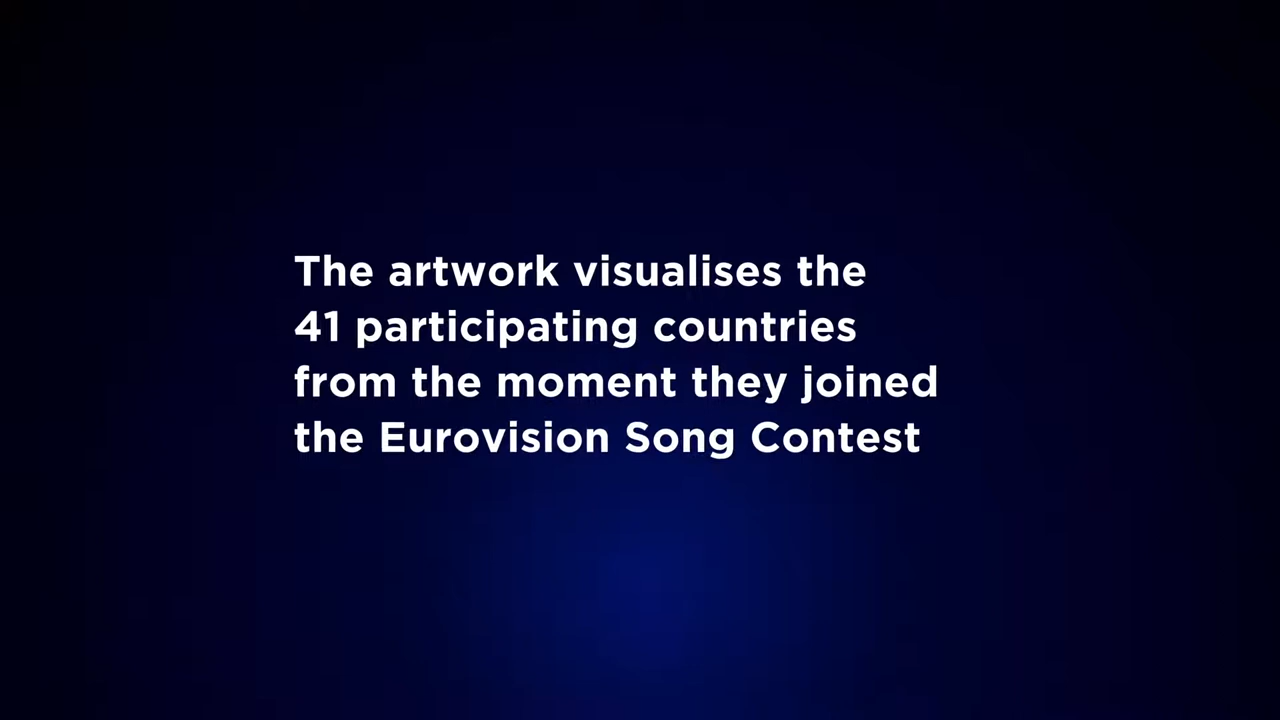 The artwork visualises the
41 participating countries
from the moment they joined
the Eurovision Song Contest